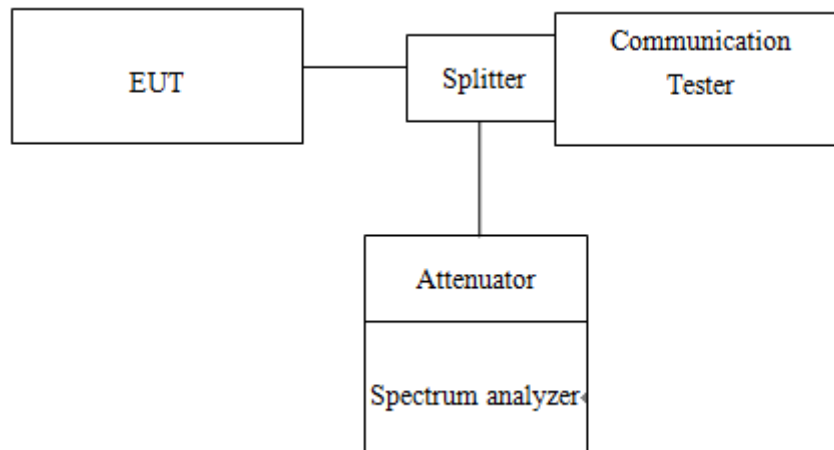 EUT
Splitter
Communication
Tester
Attenuator
Spectrum analyzer